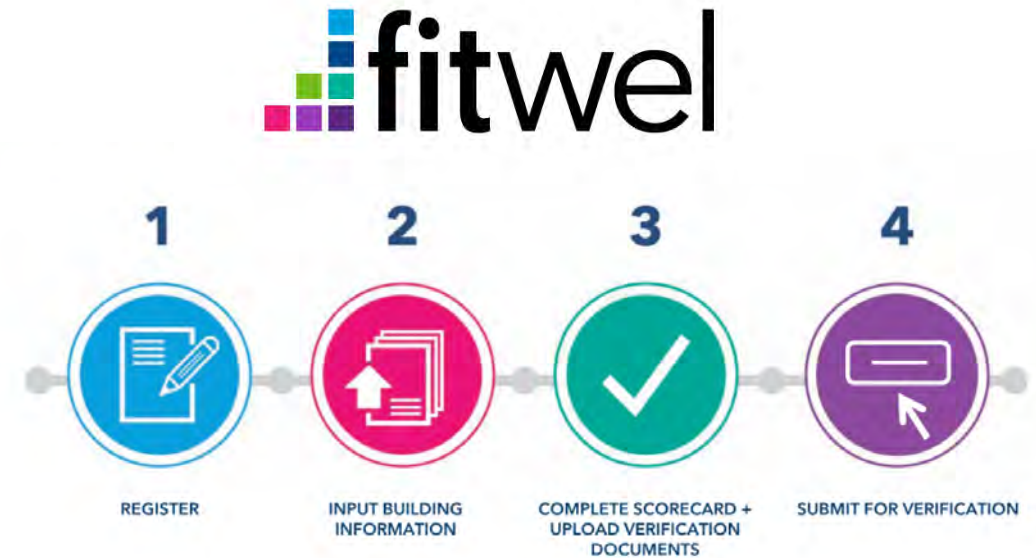 fitwel
1 2 3 4
REGISTER
INPUT BUILDING
INFORMATION
COMPLETE SCORECARD +
UPLOAD VERIFICATION
DOCUMENTS
SUBMIT FOR VERIFICATION